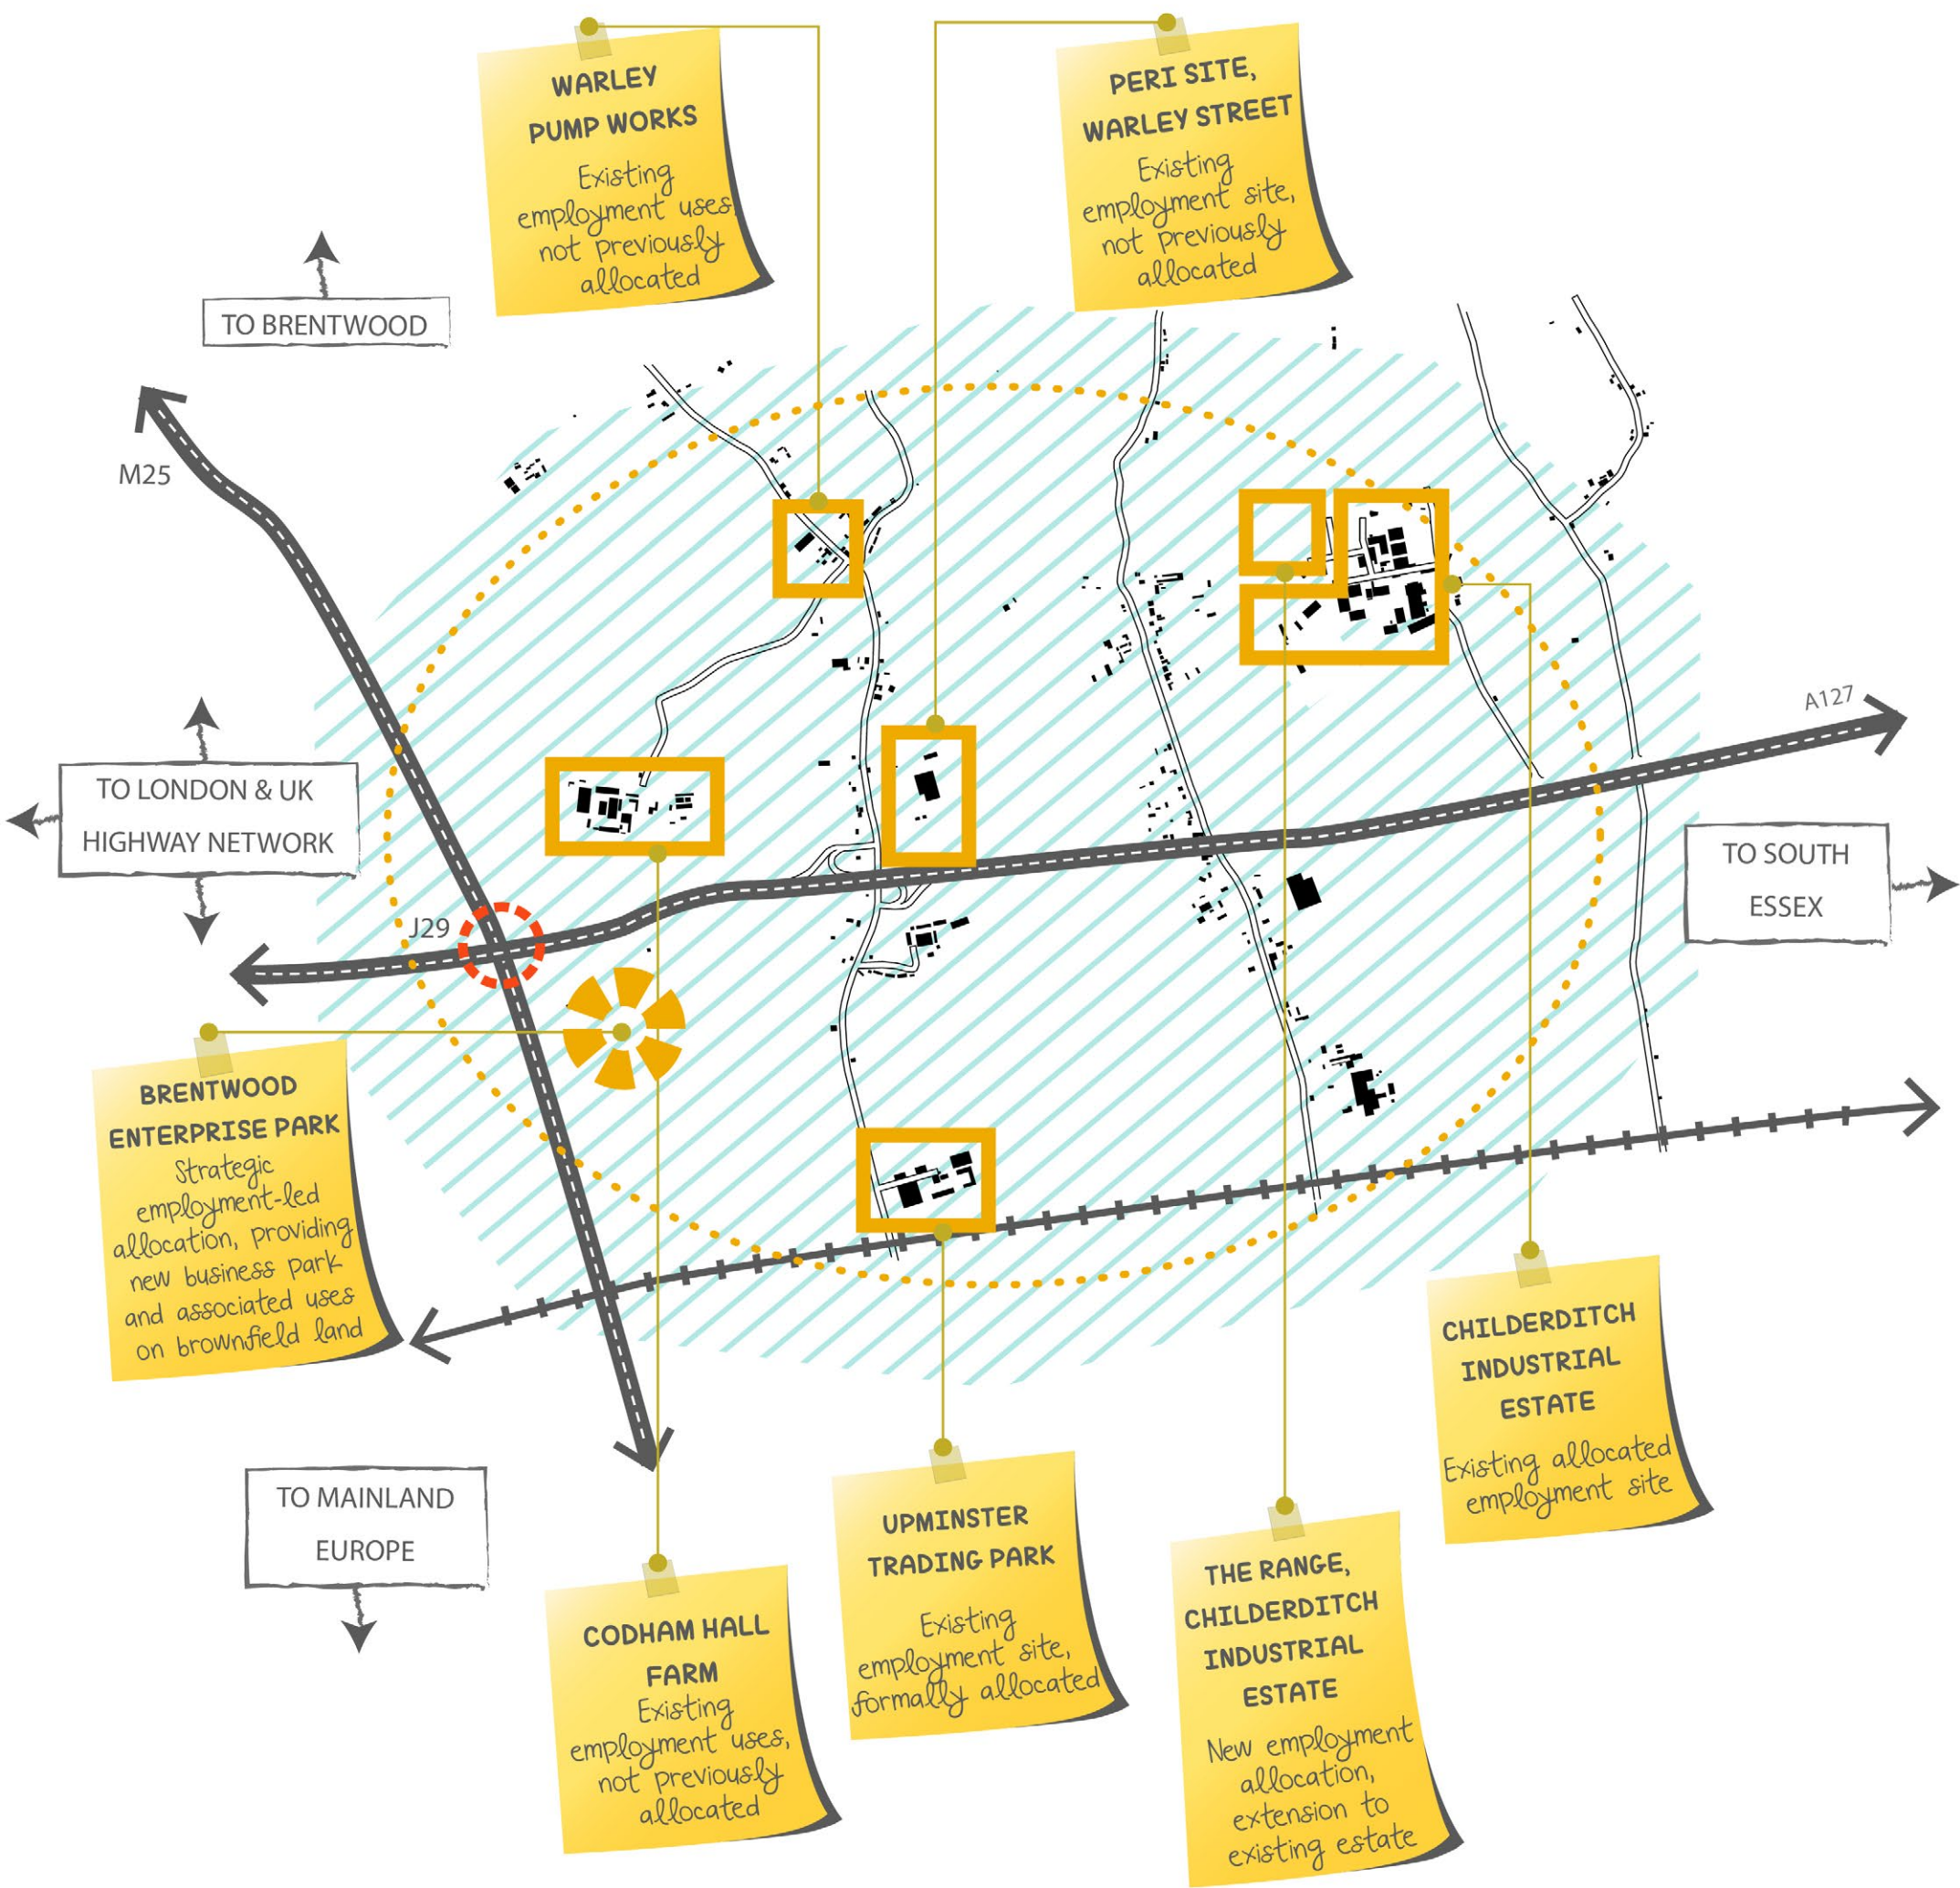 WARLEY
PUMP WORKS
Existing
employment uses,
not previously
allocated
PERI SITE,
WARLEY STREET
Existing
employment site,
not previously
allocated
TO BRENTWOOD
M25
A127
TO LONDON & UK
HIGHWAY NETWORK
TO SOUTH
ESSEX
J29
BRENTWOOD
ENTERPRISE PARK
Strategic
employment-led
allocation, providing
new business park
and associated uses
on brownfield land
CHILDERDITCH
INDUSTRIAL
ESTATE
Existing allocated
employment site
TO MAINLAND
EUROPE
UPMINSTER
TRADING PARK
Existing
employment site,
formally allocated
THE RANGE,
CHILDERDITCH
INDUSTRIAL
ESTATE
New employment
allocation,
extension to
existing estate
CODHAM HALL
FARM
Existing
employment uses,
not previously
allocated